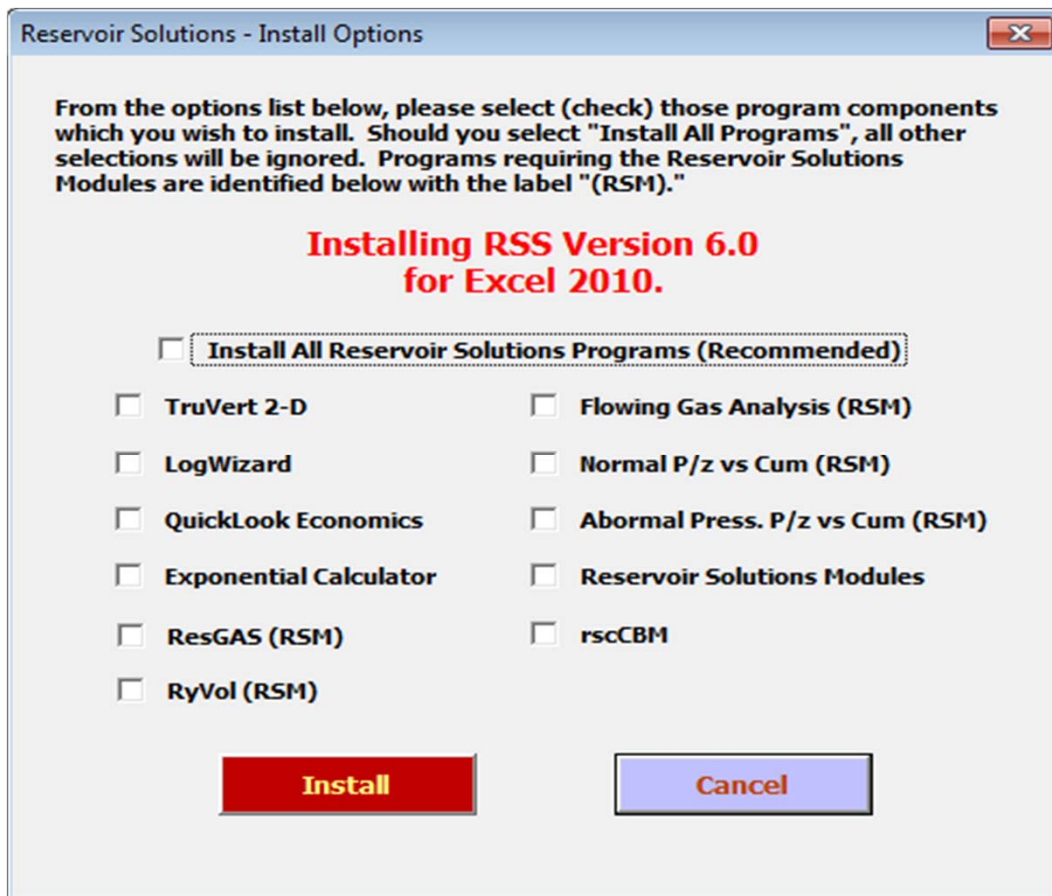 Reservoir Solutions - Install Options
From the options list below, please select (check) those program components
which you wish to install. Should you select "Install All Programs", all other
selections will be ignored. Programs requiring the Reservoir Solutions
Modules are identified below with the label "(RSM)."
Installing RSS Version 6.0
for Excel 2010.
Install All Reservoir Solutions Programs (Recommended)
TruVert 2-D
Flowing Gas Analysis (RSM)
LogWizard
Normal P/z vs Cum (RSM)
QuickLook Economics
Abormal Press. P/z vs Cum (RSM)
Exponential Calculator
Reservoir Solutions Modules
ResGAS (RSM)
rscCBM
RyVol (RSM)
Install
Cancel